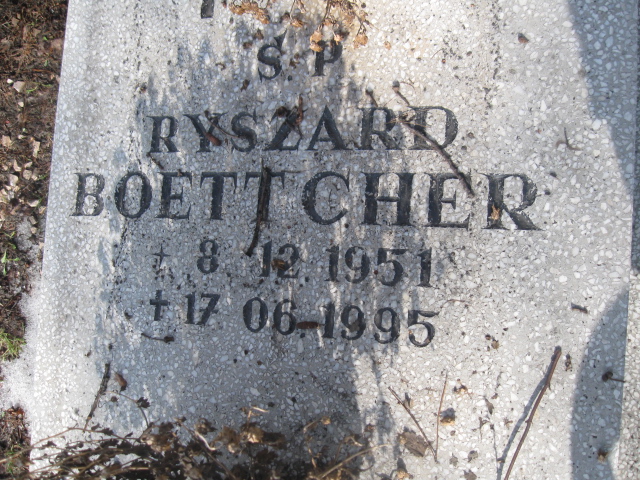 Ś. P.
RYSZARD
BOETTCHER
+ 8 12 1951
+ 17 06.1995